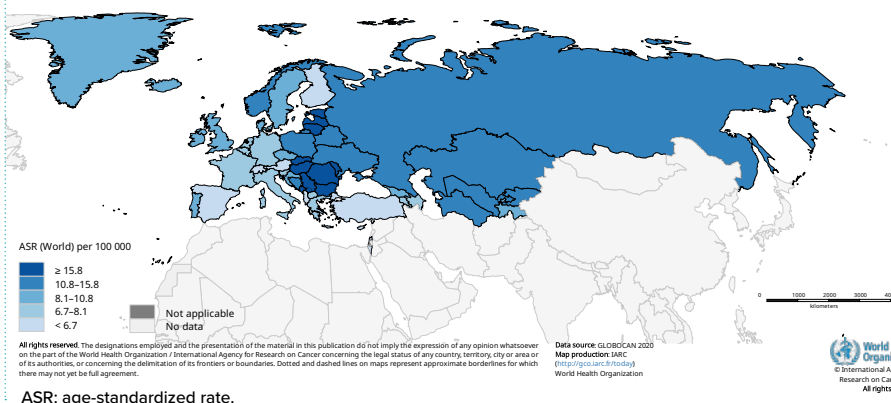 ASR (World) per 100 000
≥ 15.8
10.8–15.8
8.1–10.8
6.7–8.1
< 6.7
Not applicable
No data
0 1000 2000 3000
kilometers
All rights reserved. The designations employed and the presentation of the material in this publication do not imply the expression of any opinion whatsoever
on the part of the World Health Organization / International Agency for Research on Cancer concerning the legal status of any country, territory, city or area or
of its authorities, or concerning the delimitation of its frontiers or boundaries. Dotted and dashed lines on maps represent approximate borderlines for which
there may not yet be full agreement.
Data source: GLOBOCAN 2020
Map production: IARC
(http://gco.iarc.fr/today)
World Health Organization
World
Organi
© International A
Research on Can
All rights
ASR: age-standardized rate.